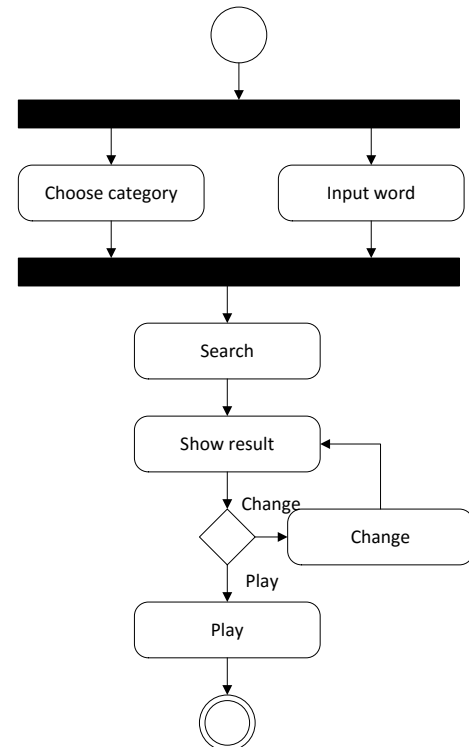 Choose category
Input word
Search
Show result
Change
Change
Play
Play